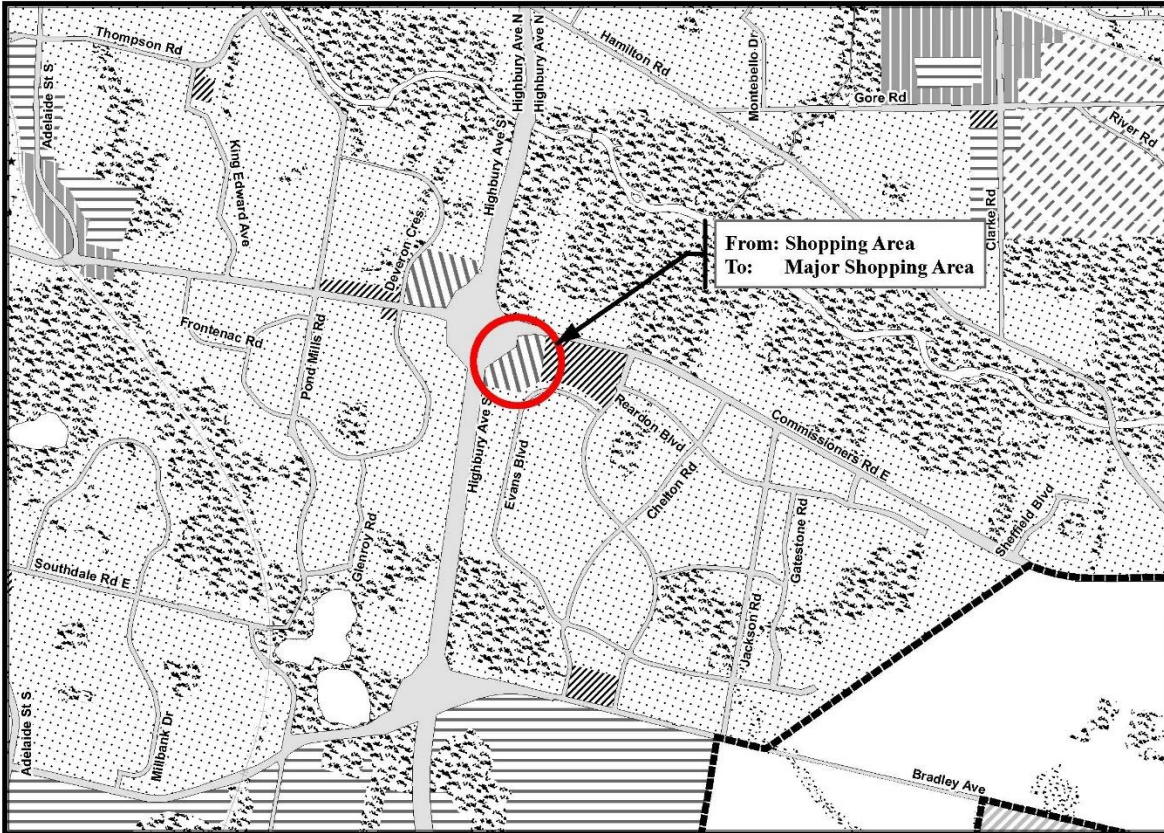 Thompson Rd
Adelaide St S
King Edward Ave
Highbury Ave N
Highbury Ave N
Highbury Ave S
Hamilton Rd
Montebello Dr
Gore Rd
River Rd
Clarke Rd
Deveron Cres.
From: Shopping Area
To: Major Shopping Area
Frontenac Rd
Pond Mills Rd
Highbury Ave S
Evans Blvd
Reardon Blvd
Chelton Rd
Commissioners Rd E
Glenroy Rd
Gatestone Rd
Sheffield Blvd
Southdale Rd E
Jackson Rd
Adelaide St S
Millbank Dr
Bradley Ave